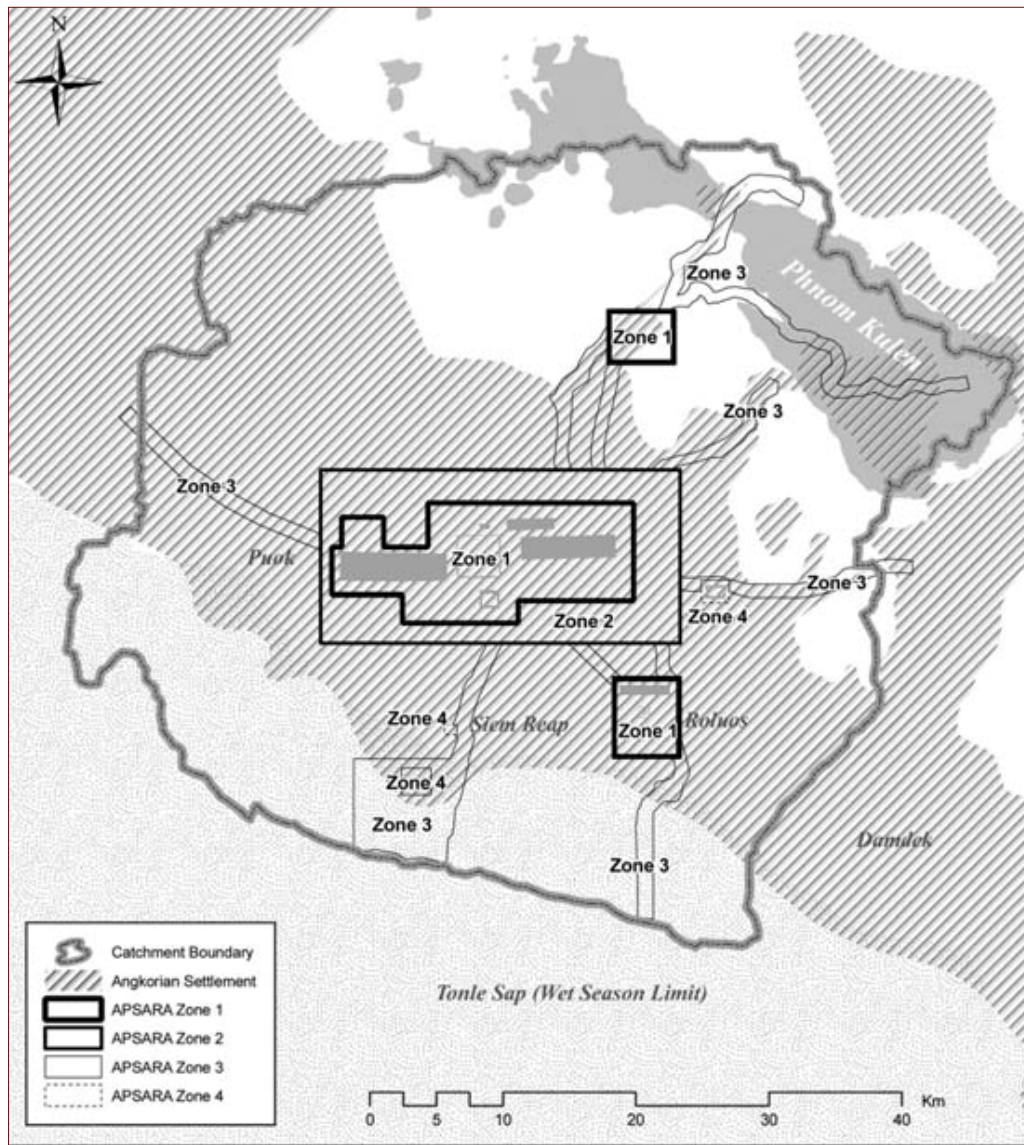 N
Zone 3
Phnom Kulen
Zone 1
Zone 3
Zone 3
Puok
Zone 1
Zone 3
Zone 2
Zone 4
Zone 4
Siem Reap
Zone 1
Roluos
Zone 4
Zone 3
Zone 3
Damdek
Catchment Boundary
Angkorian Settlement
APSARA Zone 1
APSARA Zone 2
APSARA Zone 3
APSARA Zone 4
Tonle Sap (Wet Season Limit)
0 5 10 20 30 40 Km